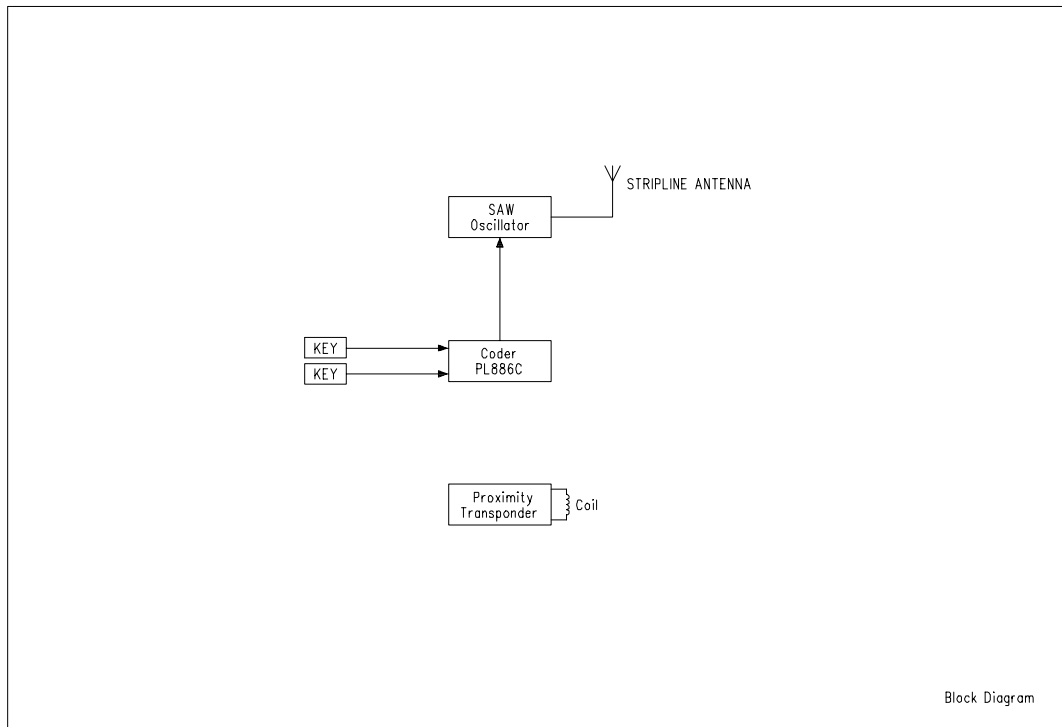 STRIPLINE ANTENNA
SAW
Oscillator
KEY
KEY
Coder
PL886C
Proximity
Transponder
Coil
Block Diagram